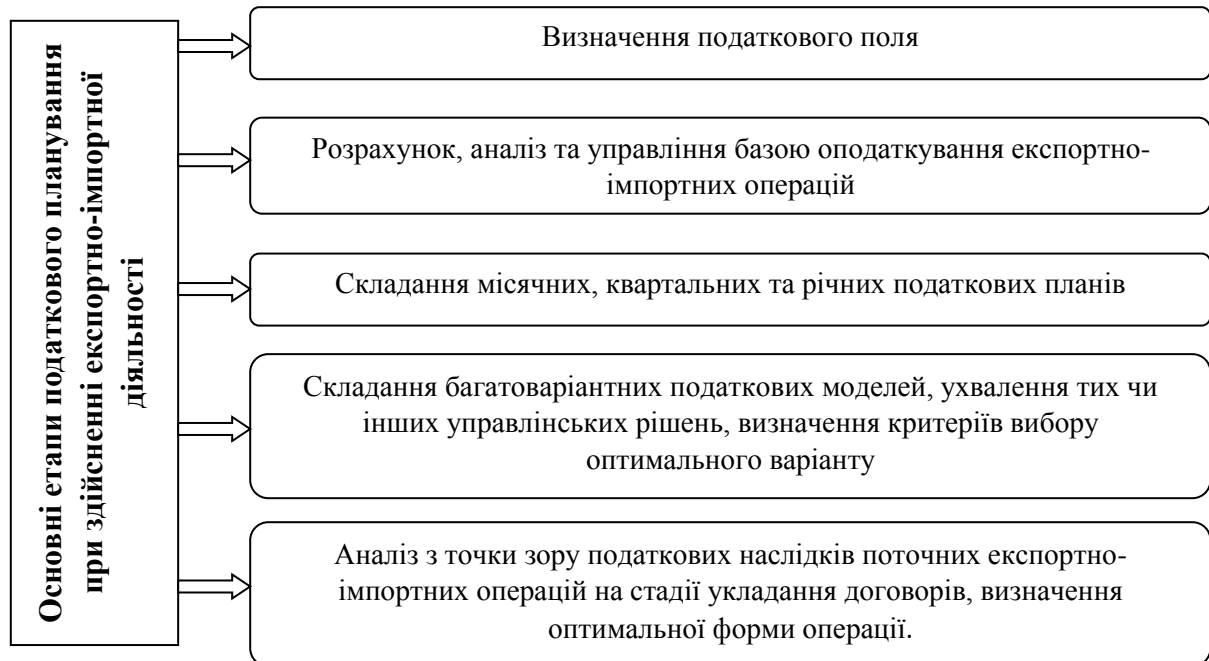 Основні етапи податкового планування
при здійсненні експортно-імпортної
діяльності
Визначення податкового поля
Розрахунок, аналіз та управління базою оподаткування експортно-
імпортних операцій
Складання місячних, квартальних та річних податкових планів
Складання багатоваріантних податкових моделей, ухвалення тих чи
інших управлінських рішень, визначення критеріїв вибору
оптимального варіанту
Аналіз з точки зору податкових наслідків поточних експортно-
імпортних операцій на стадії укладання договорів, визначення
оптимальної форми операції.